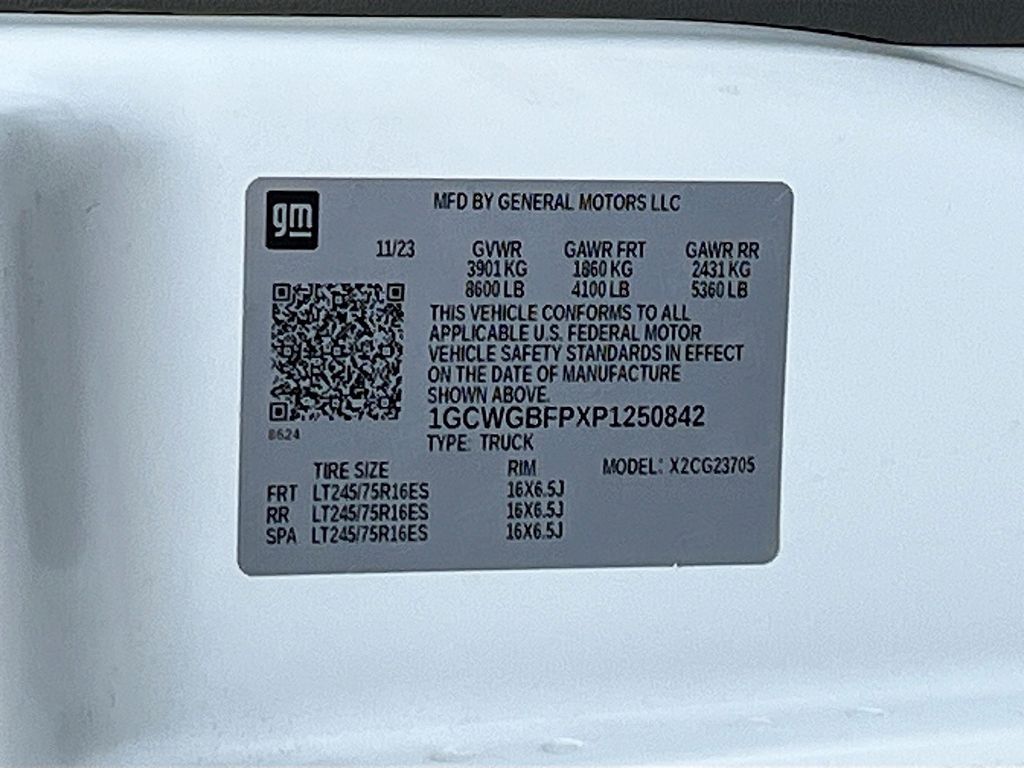 gm
MFD BY GENERAL MOTORS LLC
11/23 GVWR GAWR FRT GAWR RR
3901 KG 1860 KG 2431 KG
8600 LB 4100 LB 5360 LB
THIS VEHICLE CONFORMS TO ALL
APPLICABLE U.S. FEDERAL MOTOR
VEHICLE SAFETY STANDARDS IN EFFECT
ON THE DATE OF MANUFACTURE
SHOWN ABOVE.
1GCWGBFPXP1250842
8624
TYPE: TRUCK
TIRE SIZE RIM MODEL: X2CG23705
FRT LT245/75R16ES 16X6.5J
RR LT245/75R16ES 16X6.5J
SPA LT245/75R16ES 16X6.5J